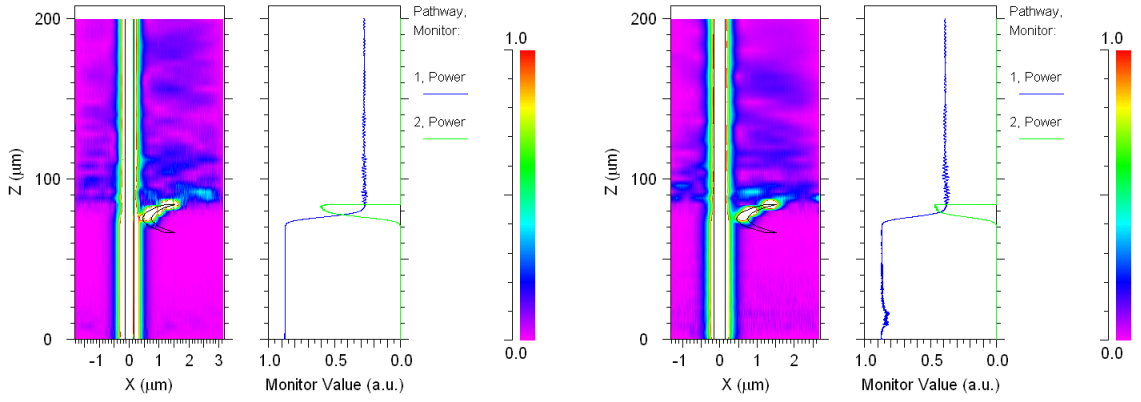 200
100
0
Z (μm)
-1 0 1 2 3
X (μm)
1.0 0.5 0.0
Monitor Value (a.u.)
Pathway,
Monitor:
1, Power
2, Power
1.0
0.0
200
100
0
Z (μm)
-1 0 1 2
X (μm)
1.0 0.5 0.0
Monitor Value (a.u.)
Pathway,
Monitor:
1, Power
2, Power
1.0
0.0